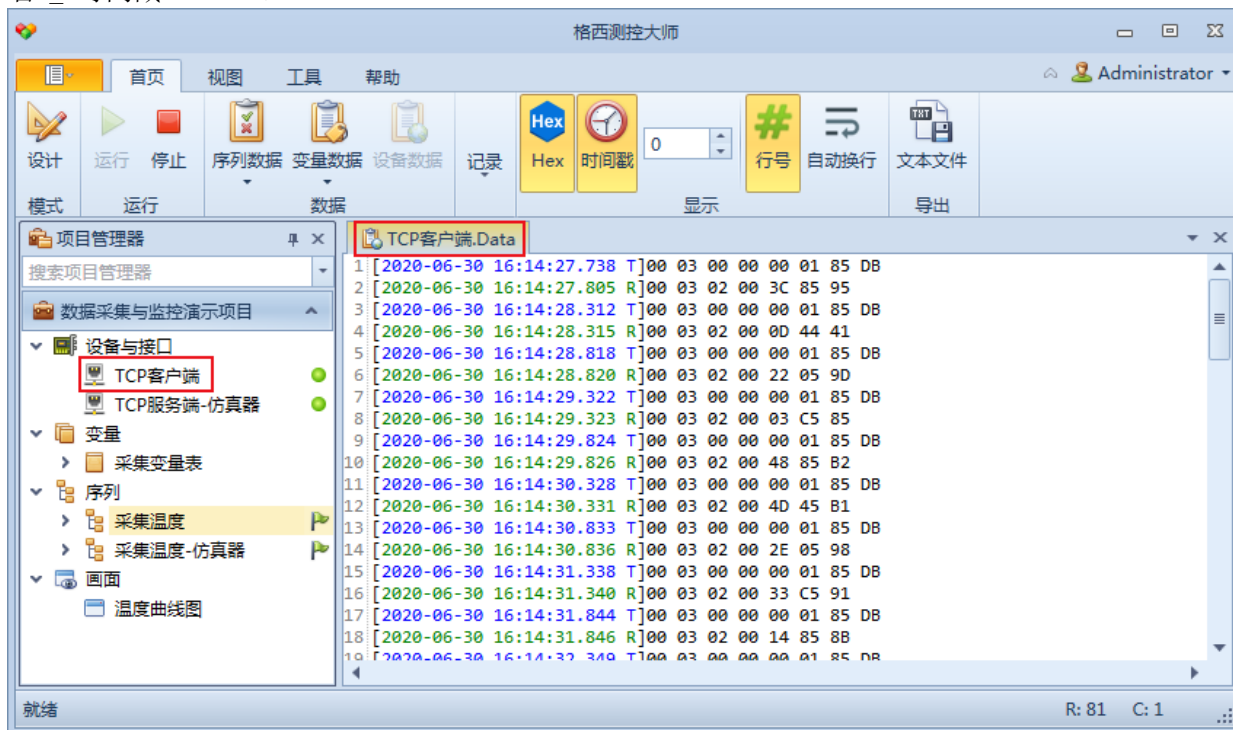 格西测控大师
首页 视图 工具 帮助 Administrator
Hex
TXT
设计 运行 停止 序列数据 变量数据 设备数据 记录 Hex 时间戳 0 行号 自动换行 文本文件
模式 运行 数据 显示 导出
项目管理器
搜索项目管理器
数据采集与监控演示项目
设备与接口
TCP客户端
TCP服务端-仿真器
变量
采集变量表
序列
采集温度
采集温度-仿真器
画面
温度曲线图
TCP客户端.Data
1 [2020-06-30 16:14:27.738 T]00 03 00 00 00 01 85 DB
2 [2020-06-30 16:14:27.805 R]00 03 02 00 3C 85 95
3 [2020-06-30 16:14:28.312 T]00 03 00 00 00 01 85 DB
4 [2020-06-30 16:14:28.315 R]00 03 02 00 0D 44 41
5 [2020-06-30 16:14:28.818 T]00 03 00 00 00 01 85 DB
6 [2020-06-30 16:14:28.820 R]00 03 02 00 22 05 9D
7 [2020-06-30 16:14:29.322 T]00 03 00 00 00 01 85 DB
8 [2020-06-30 16:14:29.323 R]00 03 02 00 03 C5 85
9 [2020-06-30 16:14:29.824 T]00 03 00 00 00 01 85 DB
10 [2020-06-30 16:14:29.826 R]00 03 02 00 48 85 B2
11 [2020-06-30 16:14:30.328 T]00 03 00 00 00 01 85 DB
12 [2020-06-30 16:14:30.331 R]00 03 02 00 4D 45 B1
13 [2020-06-30 16:14:30.833 T]00 03 00 00 00 01 85 DB
14 [2020-06-30 16:14:30.836 R]00 03 02 00 2E 05 98
15 [2020-06-30 16:14:31.338 T]00 03 00 00 00 01 85 DB
16 [2020-06-30 16:14:31.340 R]00 03 02 00 33 C5 91
17 [2020-06-30 16:14:31.844 T]00 03 00 00 00 01 85 DB
18 [2020-06-30 16:14:31.846 R]00 03 02 00 14 85 8B
19 [2020-06-30 16:14:32.349 T]00 03 00 00 00 01 85 DB
就绪 R: 81 C: 1